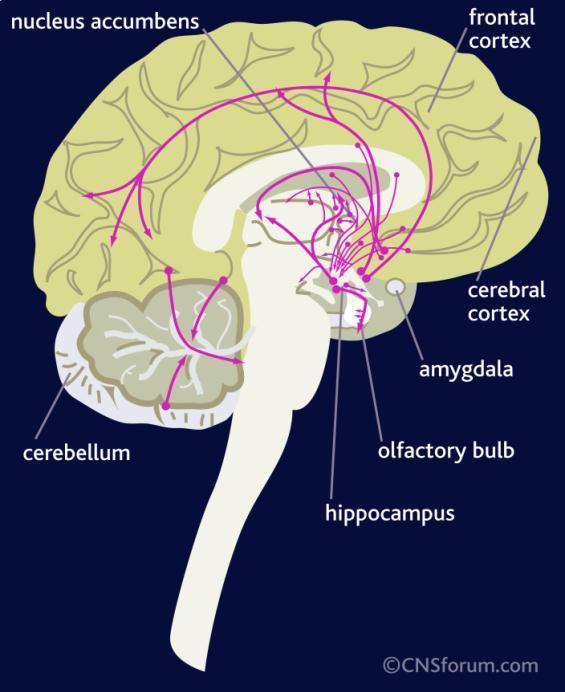 nucleus accumbens
frontal
cortex
cerebral
cortex
amygdala
olfactory bulb
cerebellum
hippocampus
©CNSforum.com